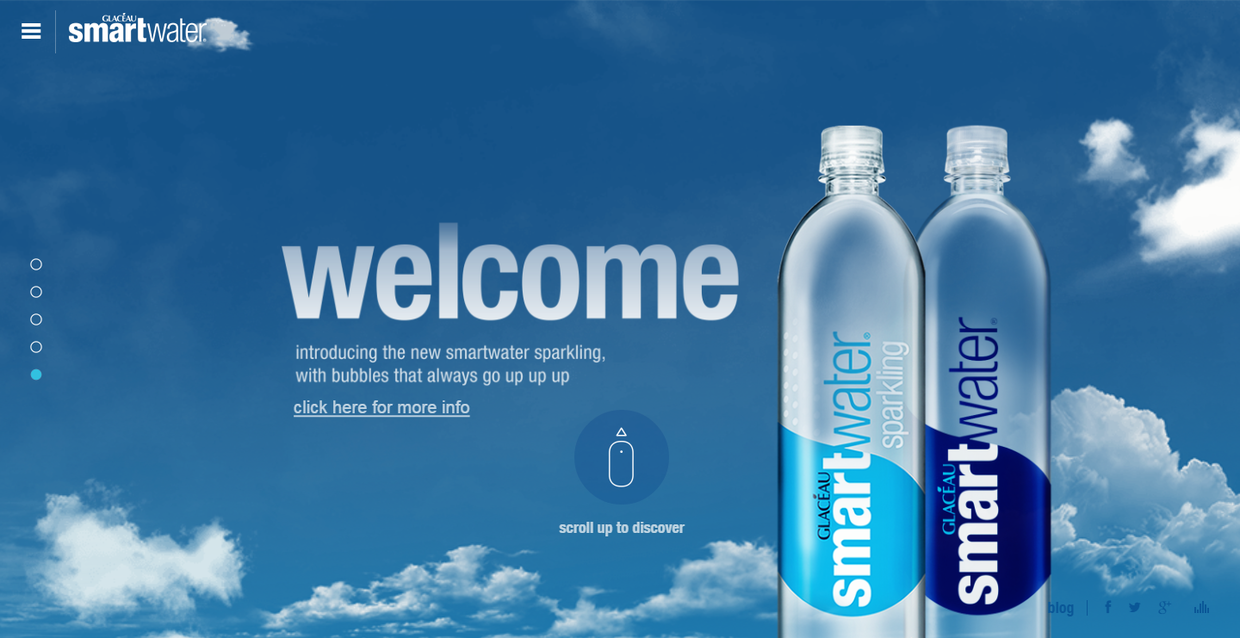 GLACÉAU
smartwater®
welcome
introducing the new smartwater sparkling,
with bubbles that always go up up up
click here for more info
scroll up to discover
GLACÉAU
smartwater®
sparkling
GLACÉAU
smartwater®
blog